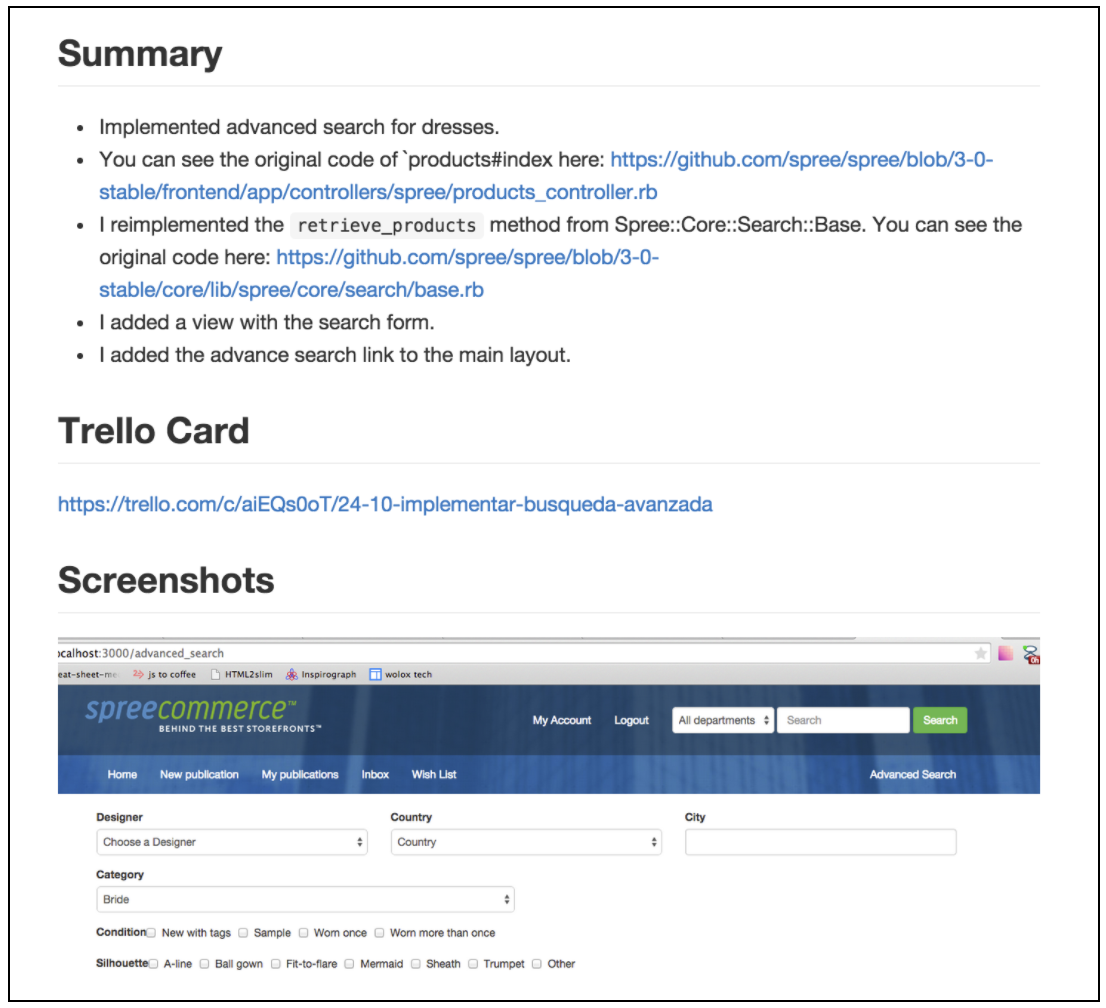 Summary
Implemented advanced search for dresses.
You can see the original code of `products#index here: https://github.com/spree/spree/blob/3-0-
stable/frontend/app/controllers/spree/products_controller.rb
I reimplemented the retrieve_products method from Spree::Core::Search::Base. You can see the
original code here: https://github.com/spree/spree/blob/3-0-
stable/core/lib/spree/core/search/base.rb
I added a view with the search form.
I added the advance search link to the main layout.
Trello Card
https://trello.com/c/aiEQs0oT/24-10-implementar-busqueda-avanzada
Screenshots
ocalhost:3000/advanced_search
eat-sheet-me js to coffee HTML2slim Inspirograph wolox tech
spreecommerce™
BEHIND THE BEST STOREFRONTS™
My Account Logout All departments Search Search
Home New publication My publications Inbox Wish List Advanced Search
Designer Country City
Choose a Designer Country
Category
Bride
Condition New with tags Sample Worn once Worn more than once
Silhouette A-line Ball gown Fit-to-flare Mermaid Sheath Trumpet Other